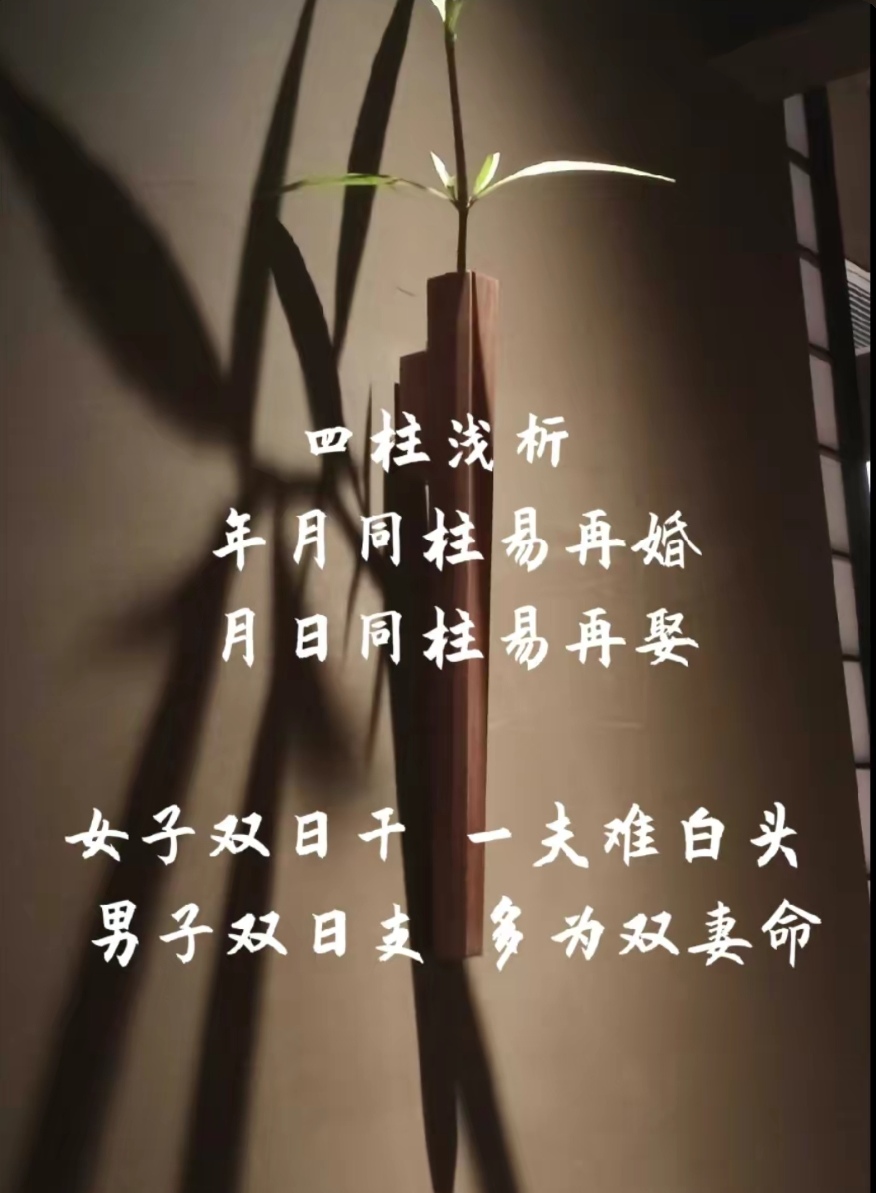 四柱浅析
年月同柱易再婚
月日同柱易再娶
女子双日干 一夫难白头
男子双日支 多为双妻命